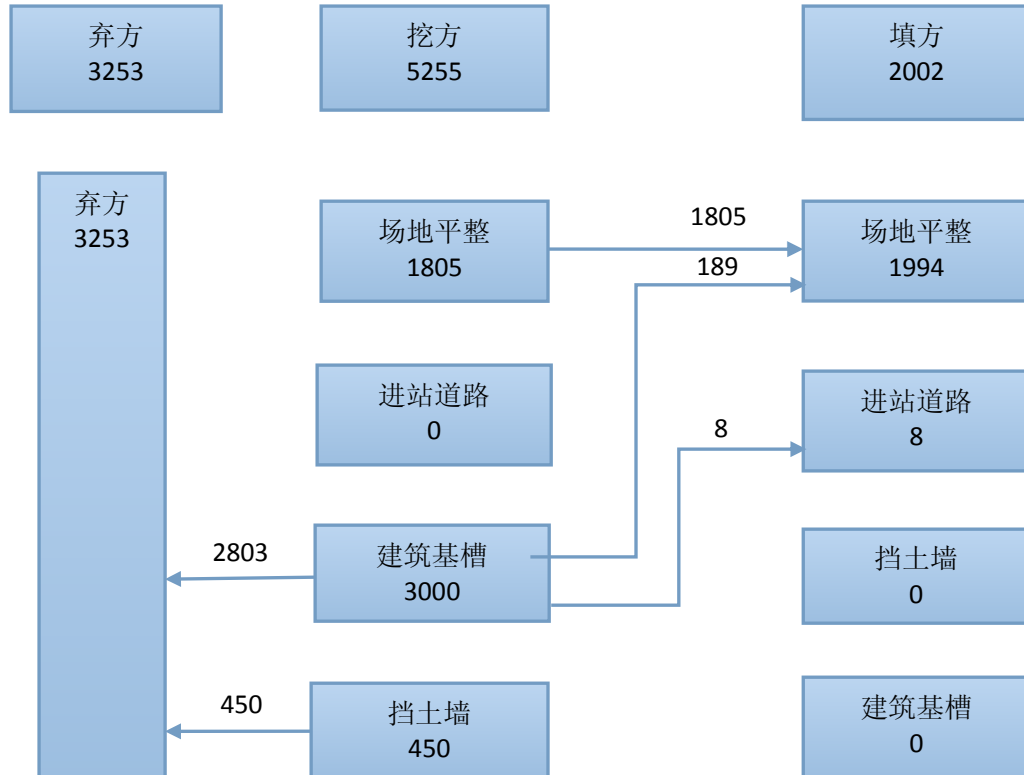 弃方
3253
挖方
5255
填方
2002
弃方
3253
场地平整
1805
1805
189
场地平整
1994
进站道路
0
8
进站道路
8
2803
建筑基槽
3000
挡土墙
0
450
挡土墙
450
建筑基槽
0